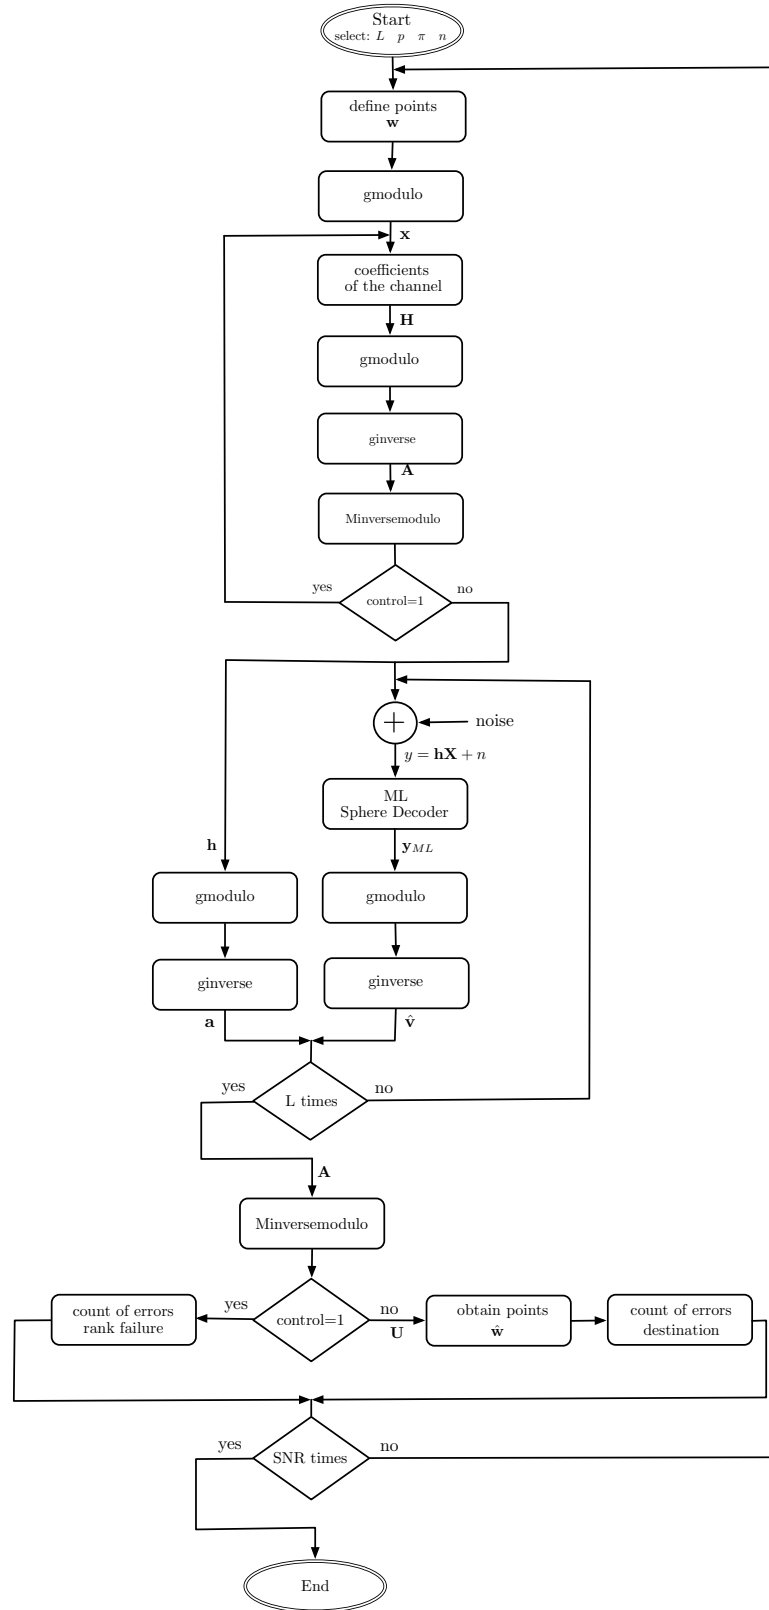 Start
select: L p π n
define points
w
gmodulo
x
coefficients
of the channel
H
gmodulo
ginverse
A
Minversemodulo
yes
control=1
no
+
noise
y = hX + n
ML
Sphere Decoder
h
y_{ML}
gmodulo
gmodulo
ginverse
ginverse
a
v̂
yes
L times
no
A
Minversemodulo
count of errors
rank failure
yes
control=1
no
U
obtain points
ŵ
count of errors
destination
yes
SNR times
no
End